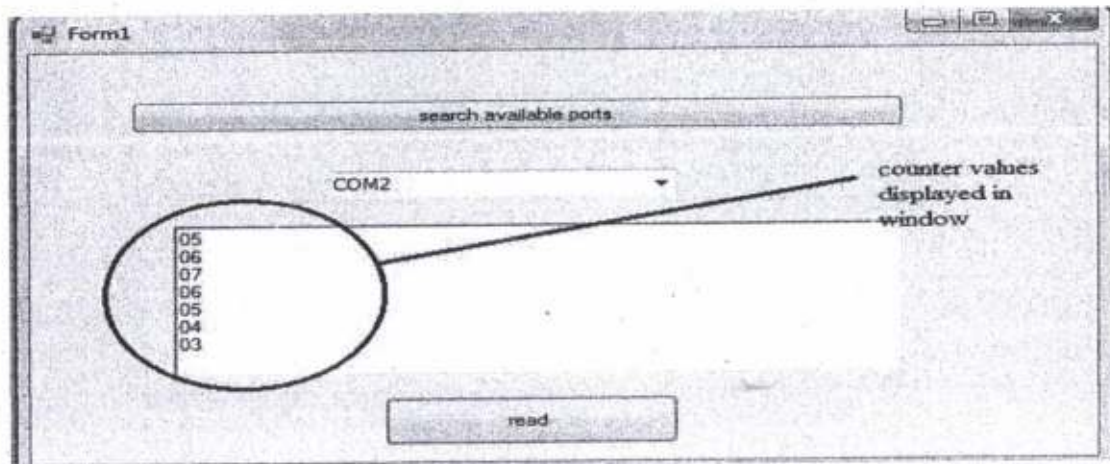 Form1
search available ports
COM2
counter values
displayed in
window
05
06
07
06
05
04
03
read